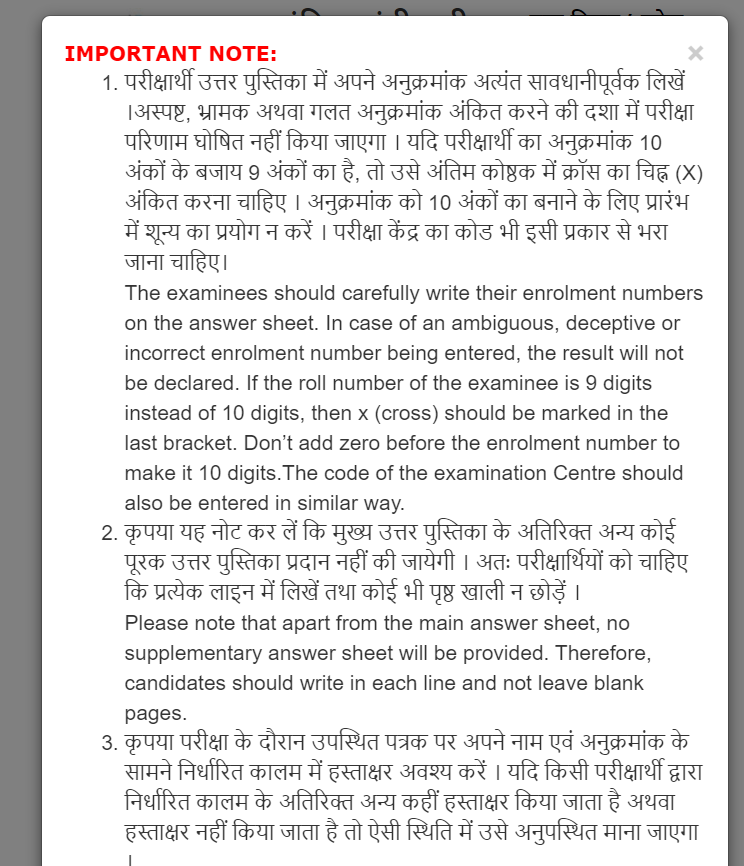 IMPORTANT NOTE:
×
1. परीक्षार्थी उत्तर पुस्तिका में अपने अनुक्रमांक अत्यंत सावधानीपूर्वक लिखें
।अस्पष्ट, भ्रामक अथवा गलत अनुक्रमांक अंकित करने की दशा में परीक्षा
परिणाम घोषित नहीं किया जाएगा । यदि परीक्षार्थी का अनुक्रमांक 10
अंकों के बजाय 9 अंकों का है, तो उसे अंतिम कोष्ठक में क्रॉस का चिह्न (X)
अंकित करना चाहिए । अनुक्रमांक को 10 अंकों का बनाने के लिए प्रारंभ
में शून्य का प्रयोग न करें । परीक्षा केंद्र का कोड भी इसी प्रकार से भरा
जाना चाहिए।
The examinees should carefully write their enrolment numbers
on the answer sheet. In case of an ambiguous, deceptive or
incorrect enrolment number being entered, the result will not
be declared. If the roll number of the examinee is 9 digits
instead of 10 digits, then x (cross) should be marked in the
last bracket. Don’t add zero before the enrolment number to
make it 10 digits.The code of the examination Centre should
also be entered in similar way.
2. कृपया यह नोट कर लें कि मुख्य उत्तर पुस्तिका के अतिरिक्त अन्य कोई
पूरक उत्तर पुस्तिका प्रदान नहीं की जायेगी । अतः परीक्षार्थियों को चाहिए
कि प्रत्येक लाइन में लिखें तथा कोई भी पृष्ठ खाली न छोड़ें ।
Please note that apart from the main answer sheet, no
supplementary answer sheet will be provided. Therefore,
candidates should write in each line and not leave blank
pages.
3. कृपया परीक्षा के दौरान उपस्थित पत्रक पर अपने नाम एवं अनुक्रमांक के
सामने निर्धारित कालम में हस्ताक्षर अवश्य करें । यदि किसी परीक्षार्थी द्वारा
निर्धारित कालम के अतिरिक्त अन्य कहीं हस्ताक्षर किया जाता है अथवा
हस्ताक्षर नहीं किया जाता है तो ऐसी स्थिति में उसे अनुपस्थित माना जाएगा
।